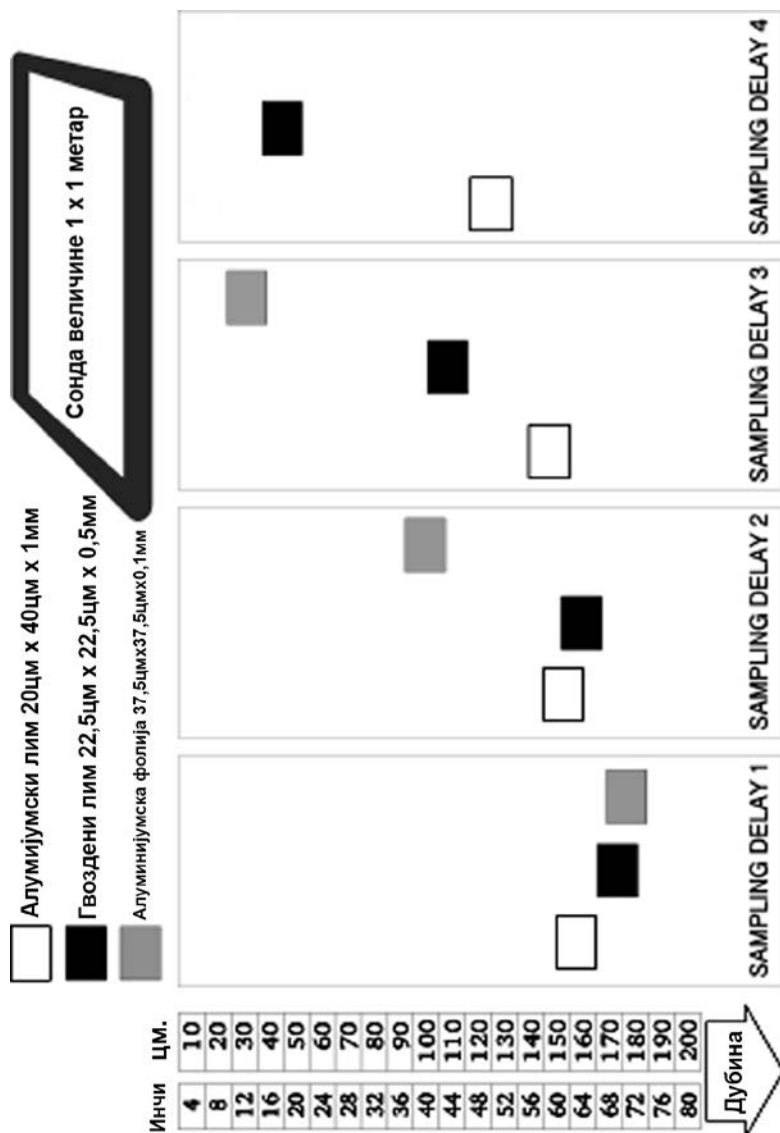 Алумијумски лим 20цм x 40цм x 1мм
Гвоздени лим 22,5цм x 22,5цм x 0,5мм
Алуминијумска фолија 37,5цмx37,5цмx0,1мм
Сонда величине 1 x 1 метар
Инчи ЦМ.
4 10
8 20
12 30
16 40
20 50
24 60
28 70
32 80
36 90
40 100
44 110
48 120
52 130
56 140
60 150
64 160
68 170
72 180
76 190
80 200
Дубина
SAMPLING DELAY 1
SAMPLING DELAY 2
SAMPLING DELAY 3
SAMPLING DELAY 4